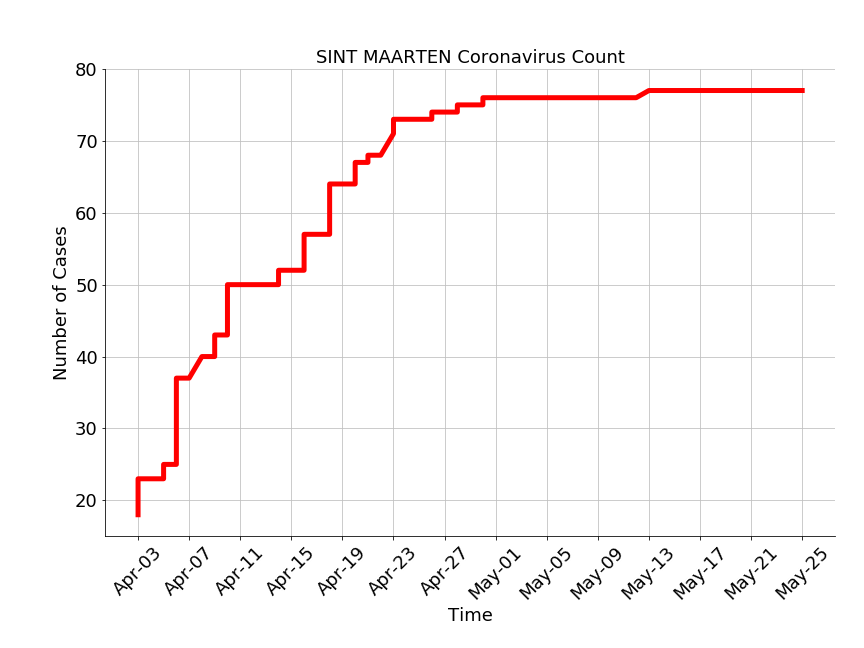 SINT MAARTEN Coronavirus Count
80
70
60
50
40
30
20
Number of Cases
Apr-03
Apr-07
Apr-11
Apr-15
Apr-19
Apr-23
Apr-27
May-01
May-05
May-09
May-13
May-17
May-21
May-25
Time